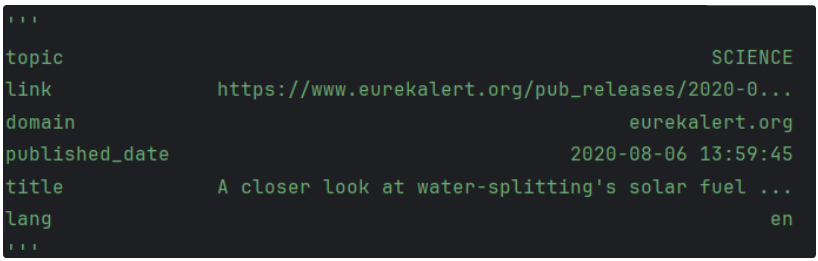 '''
topic SCIENCE
link https://www.eurekalert.org/pub_releases/2020-0...
domain eurekalert.org
published_date 2020-08-06 13:59:45
title A closer look at water-splitting's solar fuel ...
lang en
'''